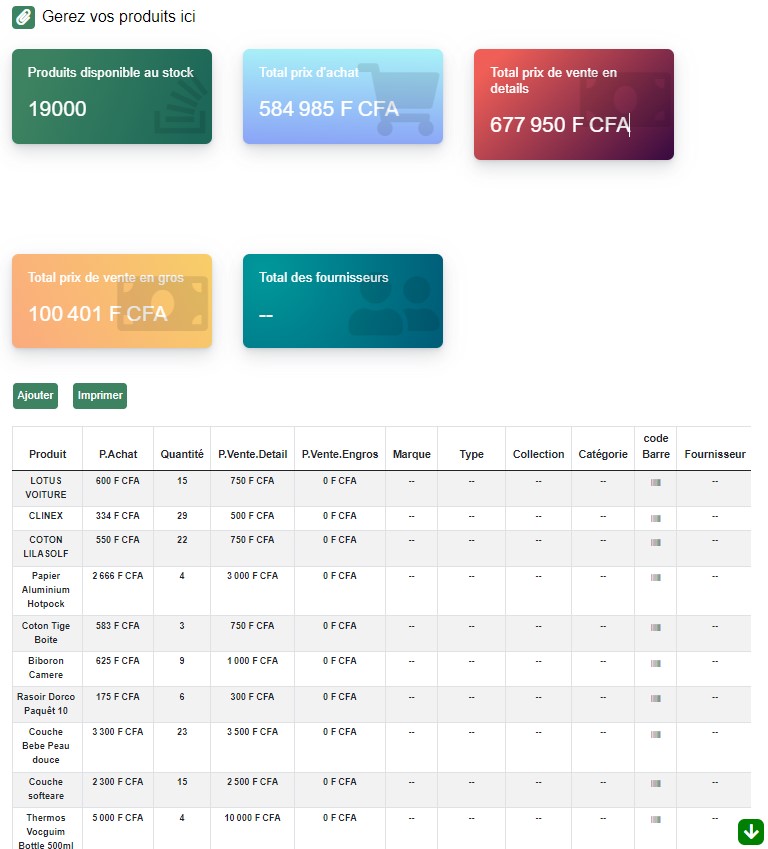 Gerez vos produits ici
Produits disponible au stock
19000
Total prix d'achat
584 985 F CFA
Total prix de vente en
details
677 950 F CFA
Total prix de vente en gros
100 401 F CFA
Total des fournisseurs
--
Ajouter Imprimer
Produit P.Achat Quantité P.Vente.Detail P.Vente.Engros Marque Type Collection Catégorie code Barre Fournisseur
LOTUS VOITURE 600 F CFA 15 750 F CFA 0 F CFA -- -- -- -- --
CLINEX 334 F CFA 29 500 F CFA 0 F CFA -- -- -- -- --
COTON LILASOLF 550 F CFA 22 750 F CFA 0 F CFA -- -- -- -- --
Papier Aluminium Hotpock 2 666 F CFA 4 3 000 F CFA 0 F CFA -- -- -- -- --
Coton Tige Boite 583 F CFA 3 750 F CFA 0 F CFA -- -- -- -- --
Biboron Camere 625 F CFA 9 1 000 F CFA 0 F CFA -- -- -- -- --
Rasoir Dorco Paquêt 10 175 F CFA 6 300 F CFA 0 F CFA -- -- -- -- --
Couche Bebe Peau douce 3 300 F CFA 23 3 500 F CFA 0 F CFA -- -- -- -- --
Couche softeare 2 300 F CFA 15 2 500 F CFA 0 F CFA -- -- -- -- --
Thermos Vocguim Bottle 500ml 5 000 F CFA 4 10 000 F CFA 0 F CFA -- -- -- -- --